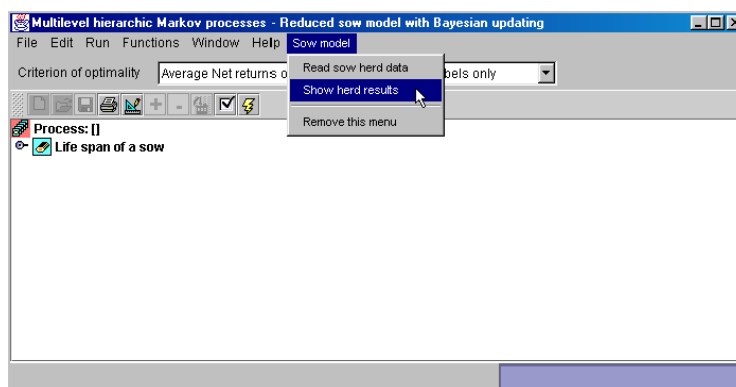 Multilevel hierarchic Markov processes - Reduced sow model with Bayesian updating
File Edit Run Functions Window Help Sow model
Criterion of optimality Average Net returns o bels only
Read sow herd data
Show herd results
Remove this menu
Process: []
Life span of a sow